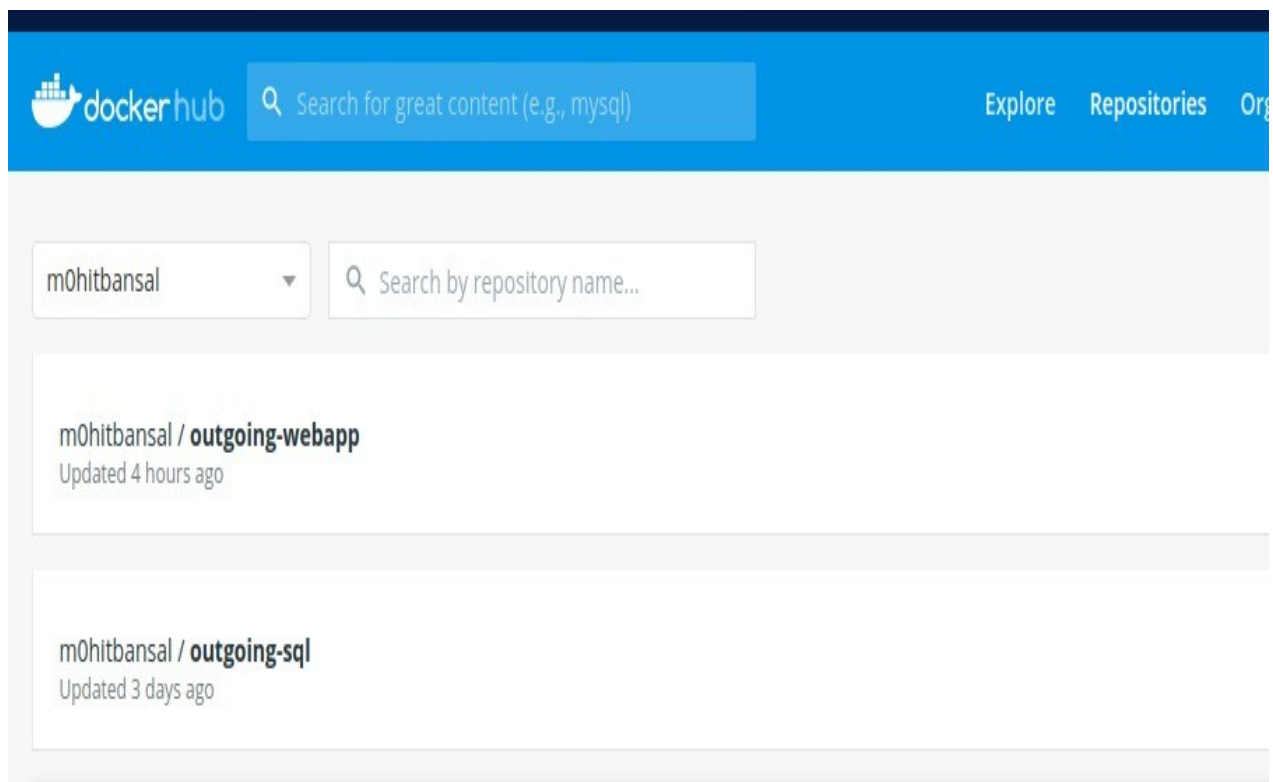 dockerhub
Search for great content (e.g., mysql)
Explore Repositories Org
m0hitbansal
Search by repository name...
m0hitbansal / outgoing-webapp
Updated 4 hours ago
m0hitbansal / outgoing-sql
Updated 3 days ago